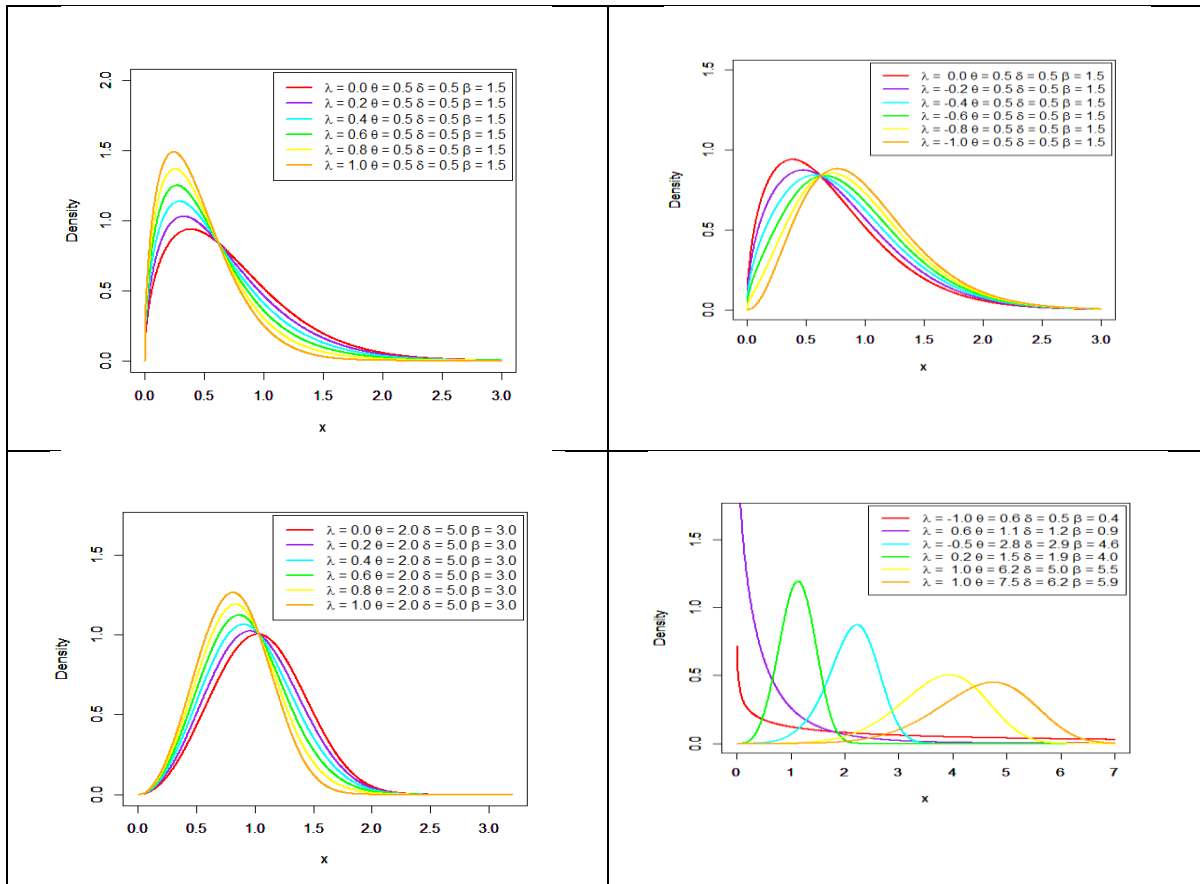 2.0
1.5
1.0
0.5
0.0
Density
λ = 0.0 θ = 0.5 δ = 0.5 β = 1.5
λ = 0.2 θ = 0.5 δ = 0.5 β = 1.5
λ = 0.4 θ = 0.5 δ = 0.5 β = 1.5
λ = 0.6 θ = 0.5 δ = 0.5 β = 1.5
λ = 0.8 θ = 0.5 δ = 0.5 β = 1.5
λ = 1.0 θ = 0.5 δ = 0.5 β = 1.5
0.0 0.5 1.0 1.5 2.0 2.5 3.0
x
1.5
1.0
0.5
0.0
Density
λ = 0.0 θ = 0.5 δ = 0.5 β = 1.5
λ = -0.2 θ = 0.5 δ = 0.5 β = 1.5
λ = -0.4 θ = 0.5 δ = 0.5 β = 1.5
λ = -0.6 θ = 0.5 δ = 0.5 β = 1.5
λ = -0.8 θ = 0.5 δ = 0.5 β = 1.5
λ = -1.0 θ = 0.5 δ = 0.5 β = 1.5
0.0 0.5 1.0 1.5 2.0 2.5 3.0
x
1.5
1.0
0.5
0.0
Density
λ = 0.0 θ = 2.0 δ = 5.0 β = 3.0
λ = 0.2 θ = 2.0 δ = 5.0 β = 3.0
λ = 0.4 θ = 2.0 δ = 5.0 β = 3.0
λ = 0.6 θ = 2.0 δ = 5.0 β = 3.0
λ = 0.8 θ = 2.0 δ = 5.0 β = 3.0
λ = 1.0 θ = 2.0 δ = 5.0 β = 3.0
0.0 0.5 1.0 1.5 2.0 2.5 3.0
x
1.5
1.0
0.5
0.0
Density
λ = -1.0 θ = 0.6 δ = 0.5 β = 0.4
λ = 0.6 θ = 1.1 δ = 1.2 β = 0.9
λ = -0.5 θ = 2.8 δ = 2.9 β = 4.6
λ = 0.2 θ = 1.5 δ = 1.9 β = 4.0
λ = 1.0 θ = 6.2 δ = 5.0 β = 5.5
λ = 1.0 θ = 7.5 δ = 6.2 β = 5.9
0 1 2 3 4 5 6 7
x